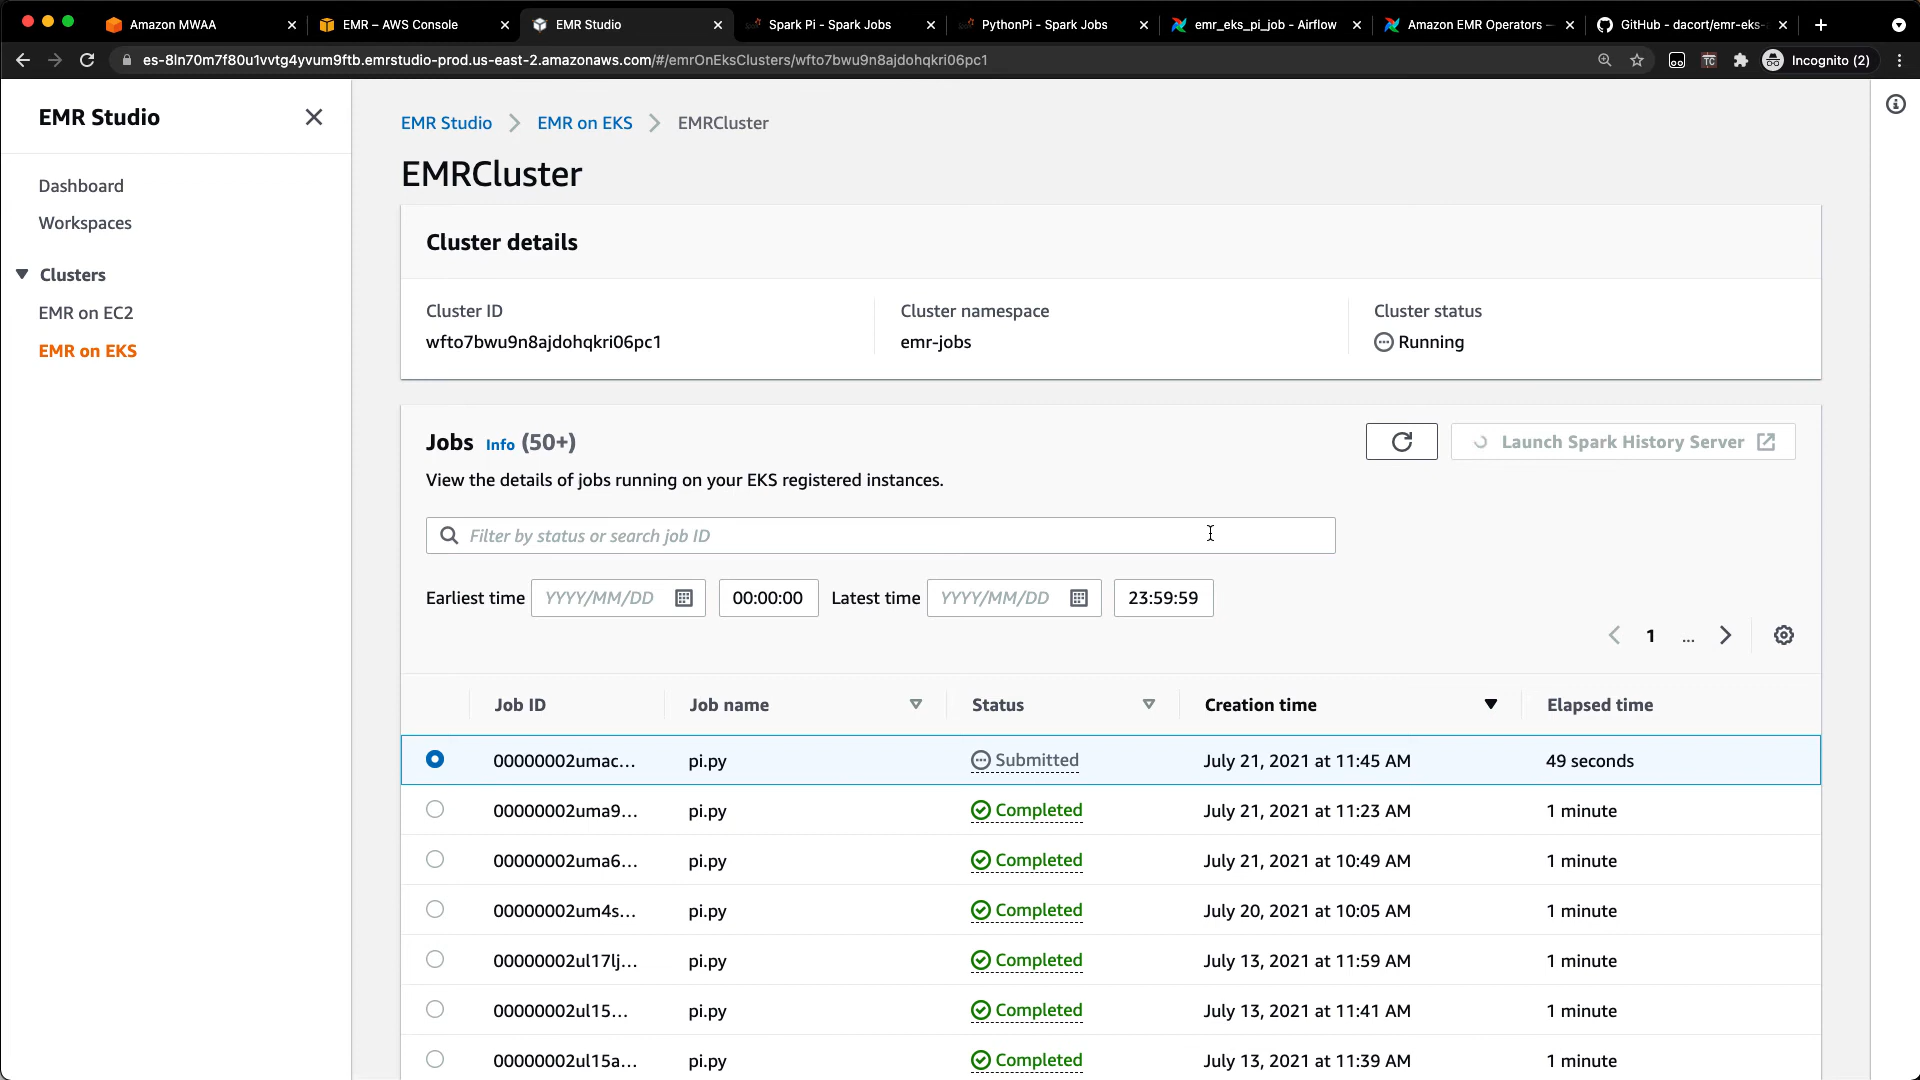 Amazon MWAA
EMR – AWS Console
EMR Studio
Spark Pi - Spark Jobs
PythonPi - Spark Jobs
emr_eks_pi_job - Airflow
Amazon EMR Operators —
GitHub - dacort/emr-eks-
es-8ln70m7f80u1vvtg4yvum9ftb.emrstudio-prod.us-east-2.amazonaws.com/#/emrOnEksClusters/wfto7bwu9n8ajdohqkri06pc1
TC
Incognito (2)
EMR Studio
Dashboard
Workspaces
Clusters
EMR on EC2
EMR on EKS
EMR Studio
EMR on EKS
EMRCluster
EMRCluster
Cluster details
Cluster ID
wfto7bwu9n8ajdohqkri06pc1
Cluster namespace
emr-jobs
Cluster status
Running
Jobs Info (50+)
Launch Spark History Server
View the details of jobs running on your EKS registered instances.
Filter by status or search job ID
Earliest time YYYY/MM/DD 00:00:00 Latest time YYYY/MM/DD 23:59:59
1 ...
Job ID Job name Status Creation time Elapsed time
00000002umac... pi.py Submitted July 21, 2021 at 11:45 AM 49 seconds
00000002uma9... pi.py Completed July 21, 2021 at 11:23 AM 1 minute
00000002uma6... pi.py Completed July 21, 2021 at 10:49 AM 1 minute
00000002um4s... pi.py Completed July 20, 2021 at 10:05 AM 1 minute
00000002ul17lj... pi.py Completed July 13, 2021 at 11:59 AM 1 minute
00000002ul15... pi.py Completed July 13, 2021 at 11:41 AM 1 minute
00000002ul15a... pi.py Completed July 13, 2021 at 11:39 AM 1 minute